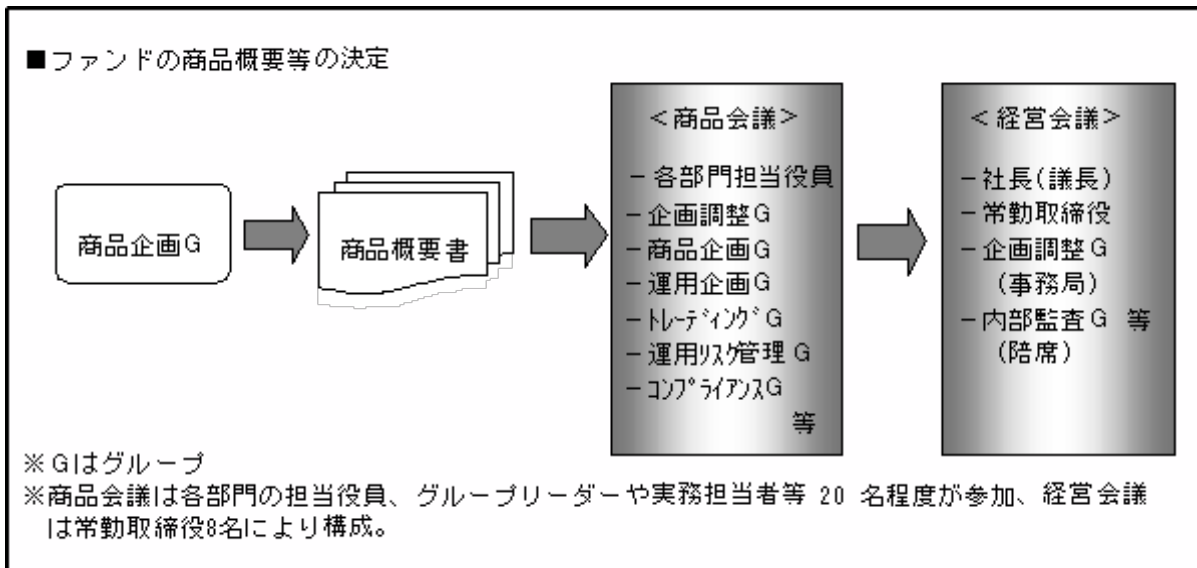 ■ファンドの商品概要等の決定
商品企画G
商品概要書
＜商品会議＞
－各部門担当役員
－企画調整G
－商品企画G
－運用企画G
－ﾄﾚｰﾃﾞｨﾝｸﾞG
－運用ﾘｽｸ管理G
－ｺﾝﾌﾟﾗｲｱﾝｽG
等
＜経営会議＞
－社長(議長)
－常勤取締役
－企画調整G
(事務局)
－内部監査G 等
(陪席)
※Gはグループ
※商品会議は各部門の担当役員、グループリーダーや実務担当者等 20 名程度が参加、経営会議
は常勤取締役8名により構成。